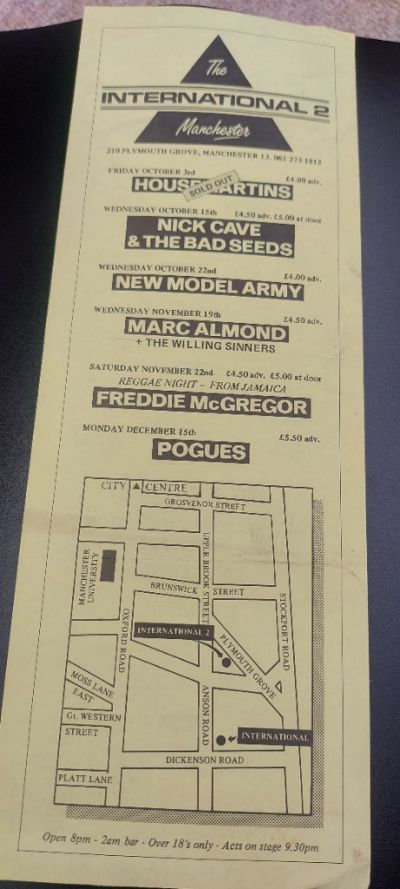 The
INTERNATIONAL 2
Manchester
210 PLYMOUTH GROVE, MANCHESTER 13. 061 273 1812
FRIDAY OCTOBER 3rd £4.00 adv.
HOUSEMARTINS
SOLD OUT
WEDNESDAY OCTOBER 15th £4.50 adv. £5.00 at door
NICK CAVE
& THE BAD SEEDS
WEDNESDAY OCTOBER 22nd £4.00 adv.
NEW MODEL ARMY
WEDNESDAY NOVEMBER 19th £4.50 adv.
MARC ALMOND
+ THE WILLING SINNERS
SATURDAY NOVEMBER 22nd £4.50 adv. £5.00 at door
REGGAE NIGHT - FROM JAMAICA
FREDDIE McGREGOR
MONDAY DECEMBER 15th £5.50 adv.
POGUES
CITY CENTRE
GROSVENOR STREET
MANCHUSTER
UNIVERSITY
UPPER BROOK STREET
BRUNSWICK STREET
OXFORD ROAD
STOCKPORT ROAD
INTERNATIONAL 2
PLYMOUTH GROVE
MOSS LANE
EAST
ANSON ROAD
Gt. WESTERN
STREET
INTERNATIONAL
DICKENSON ROAD
PLATT LANE
Open 8pm - 2am bar - Over 18's only - Acts on stage 9.30pm